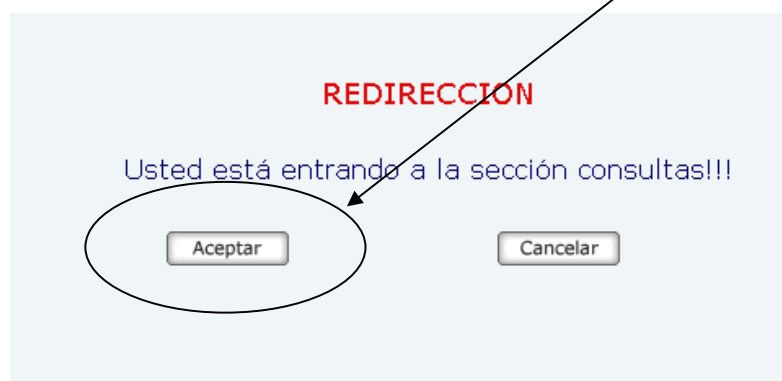 REDIRECCION
Usted está entrando a la sección consultas!!!
Aceptar Cancelar